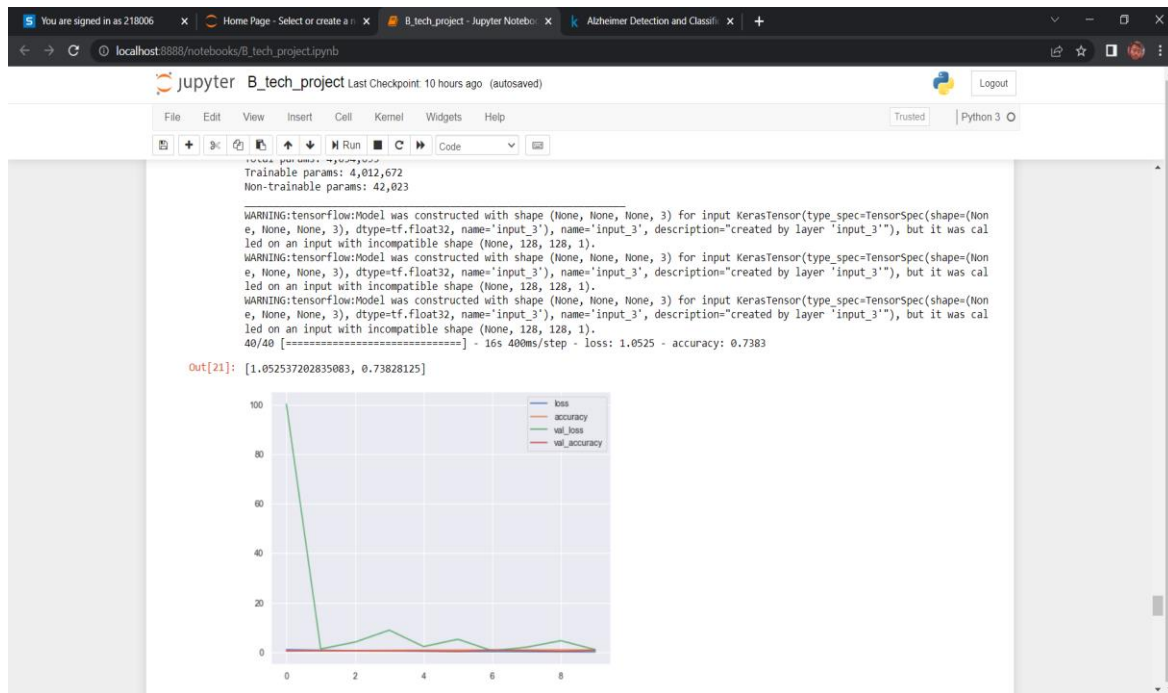 You are signed in as 218006
Home Page - Select or create a n
B_tech_project - Jupyter Noteboo
Alzheimer Detection and Classific
localhost:8888/notebooks/B_tech_project.ipynb
jupyter B_tech_project Last Checkpoint: 10 hours ago (autosaved)
Logout
File Edit View Insert Cell Kernel Widgets Help
Trusted Python 3
Run Code
Trainable params: 4,012,672
Non-trainable params: 42,023
WARNING:tensorflow:Model was constructed with shape (None, None, None, 3) for input KerasTensor(type_spec=TensorSpec(shape=(Non
e, None, None, 3), dtype=tf.float32, name='input_3'), name='input_3', description="created by layer 'input_3'"), but it was cal
led on an input with incompatible shape (None, 128, 128, 1).
WARNING:tensorflow:Model was constructed with shape (None, None, None, 3) for input KerasTensor(type_spec=TensorSpec(shape=(Non
e, None, None, 3), dtype=tf.float32, name='input_3'), name='input_3', description="created by layer 'input_3'"), but it was cal
led on an input with incompatible shape (None, 128, 128, 1).
WARNING:tensorflow:Model was constructed with shape (None, None, None, 3) for input KerasTensor(type_spec=TensorSpec(shape=(Non
e, None, None, 3), dtype=tf.float32, name='input_3'), name='input_3', description="created by layer 'input_3'"), but it was cal
led on an input with incompatible shape (None, 128, 128, 1).
40/40 [==============================] - 16s 400ms/step - loss: 1.0525 - accuracy: 0.7383
Out[21]: [1.052537202835083, 0.73828125]
loss
accuracy
val_loss
val_accuracy
100
80
60
40
20
0
0 2 4 6 8